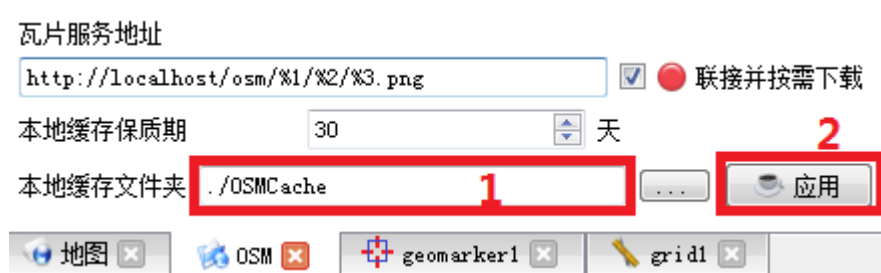 瓦片服务地址
http://localhost/osm/%1/%2/%3.png 联接并按需下载
本地缓存保质期 30 天 2
本地缓存文件夹 ./OSMCache 1 ... 应用
地图 OSM geomarker1 grid1